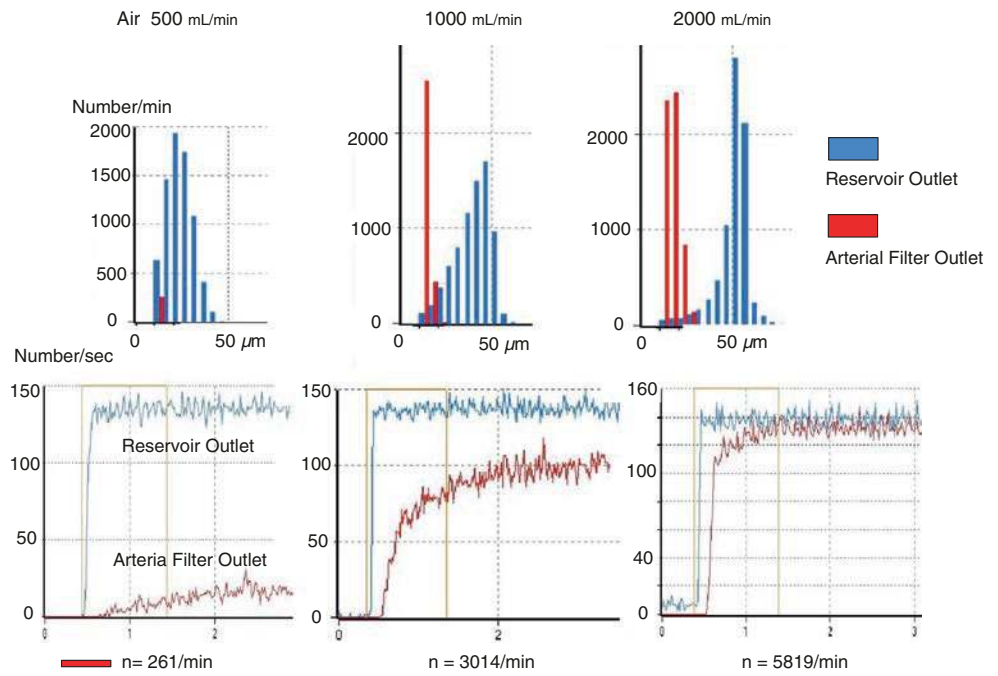 Air 500 mL/min
1000 mL/min
2000 mL/min
Number/min
2000
1500
1000
500
0
0
50 µm
2000
1000
0
0
50 µm
2000
1000
0
0
50 µm
Reservoir Outlet
Arterial Filter Outlet
Number/sec
150
100
50
0
0
1
2
Reservoir Outlet
Arteria Filter Outlet
150
100
50
0
0
2
160
100
40
0
0
1
2
3
n= 261/min
n = 3014/min
n = 5819/min